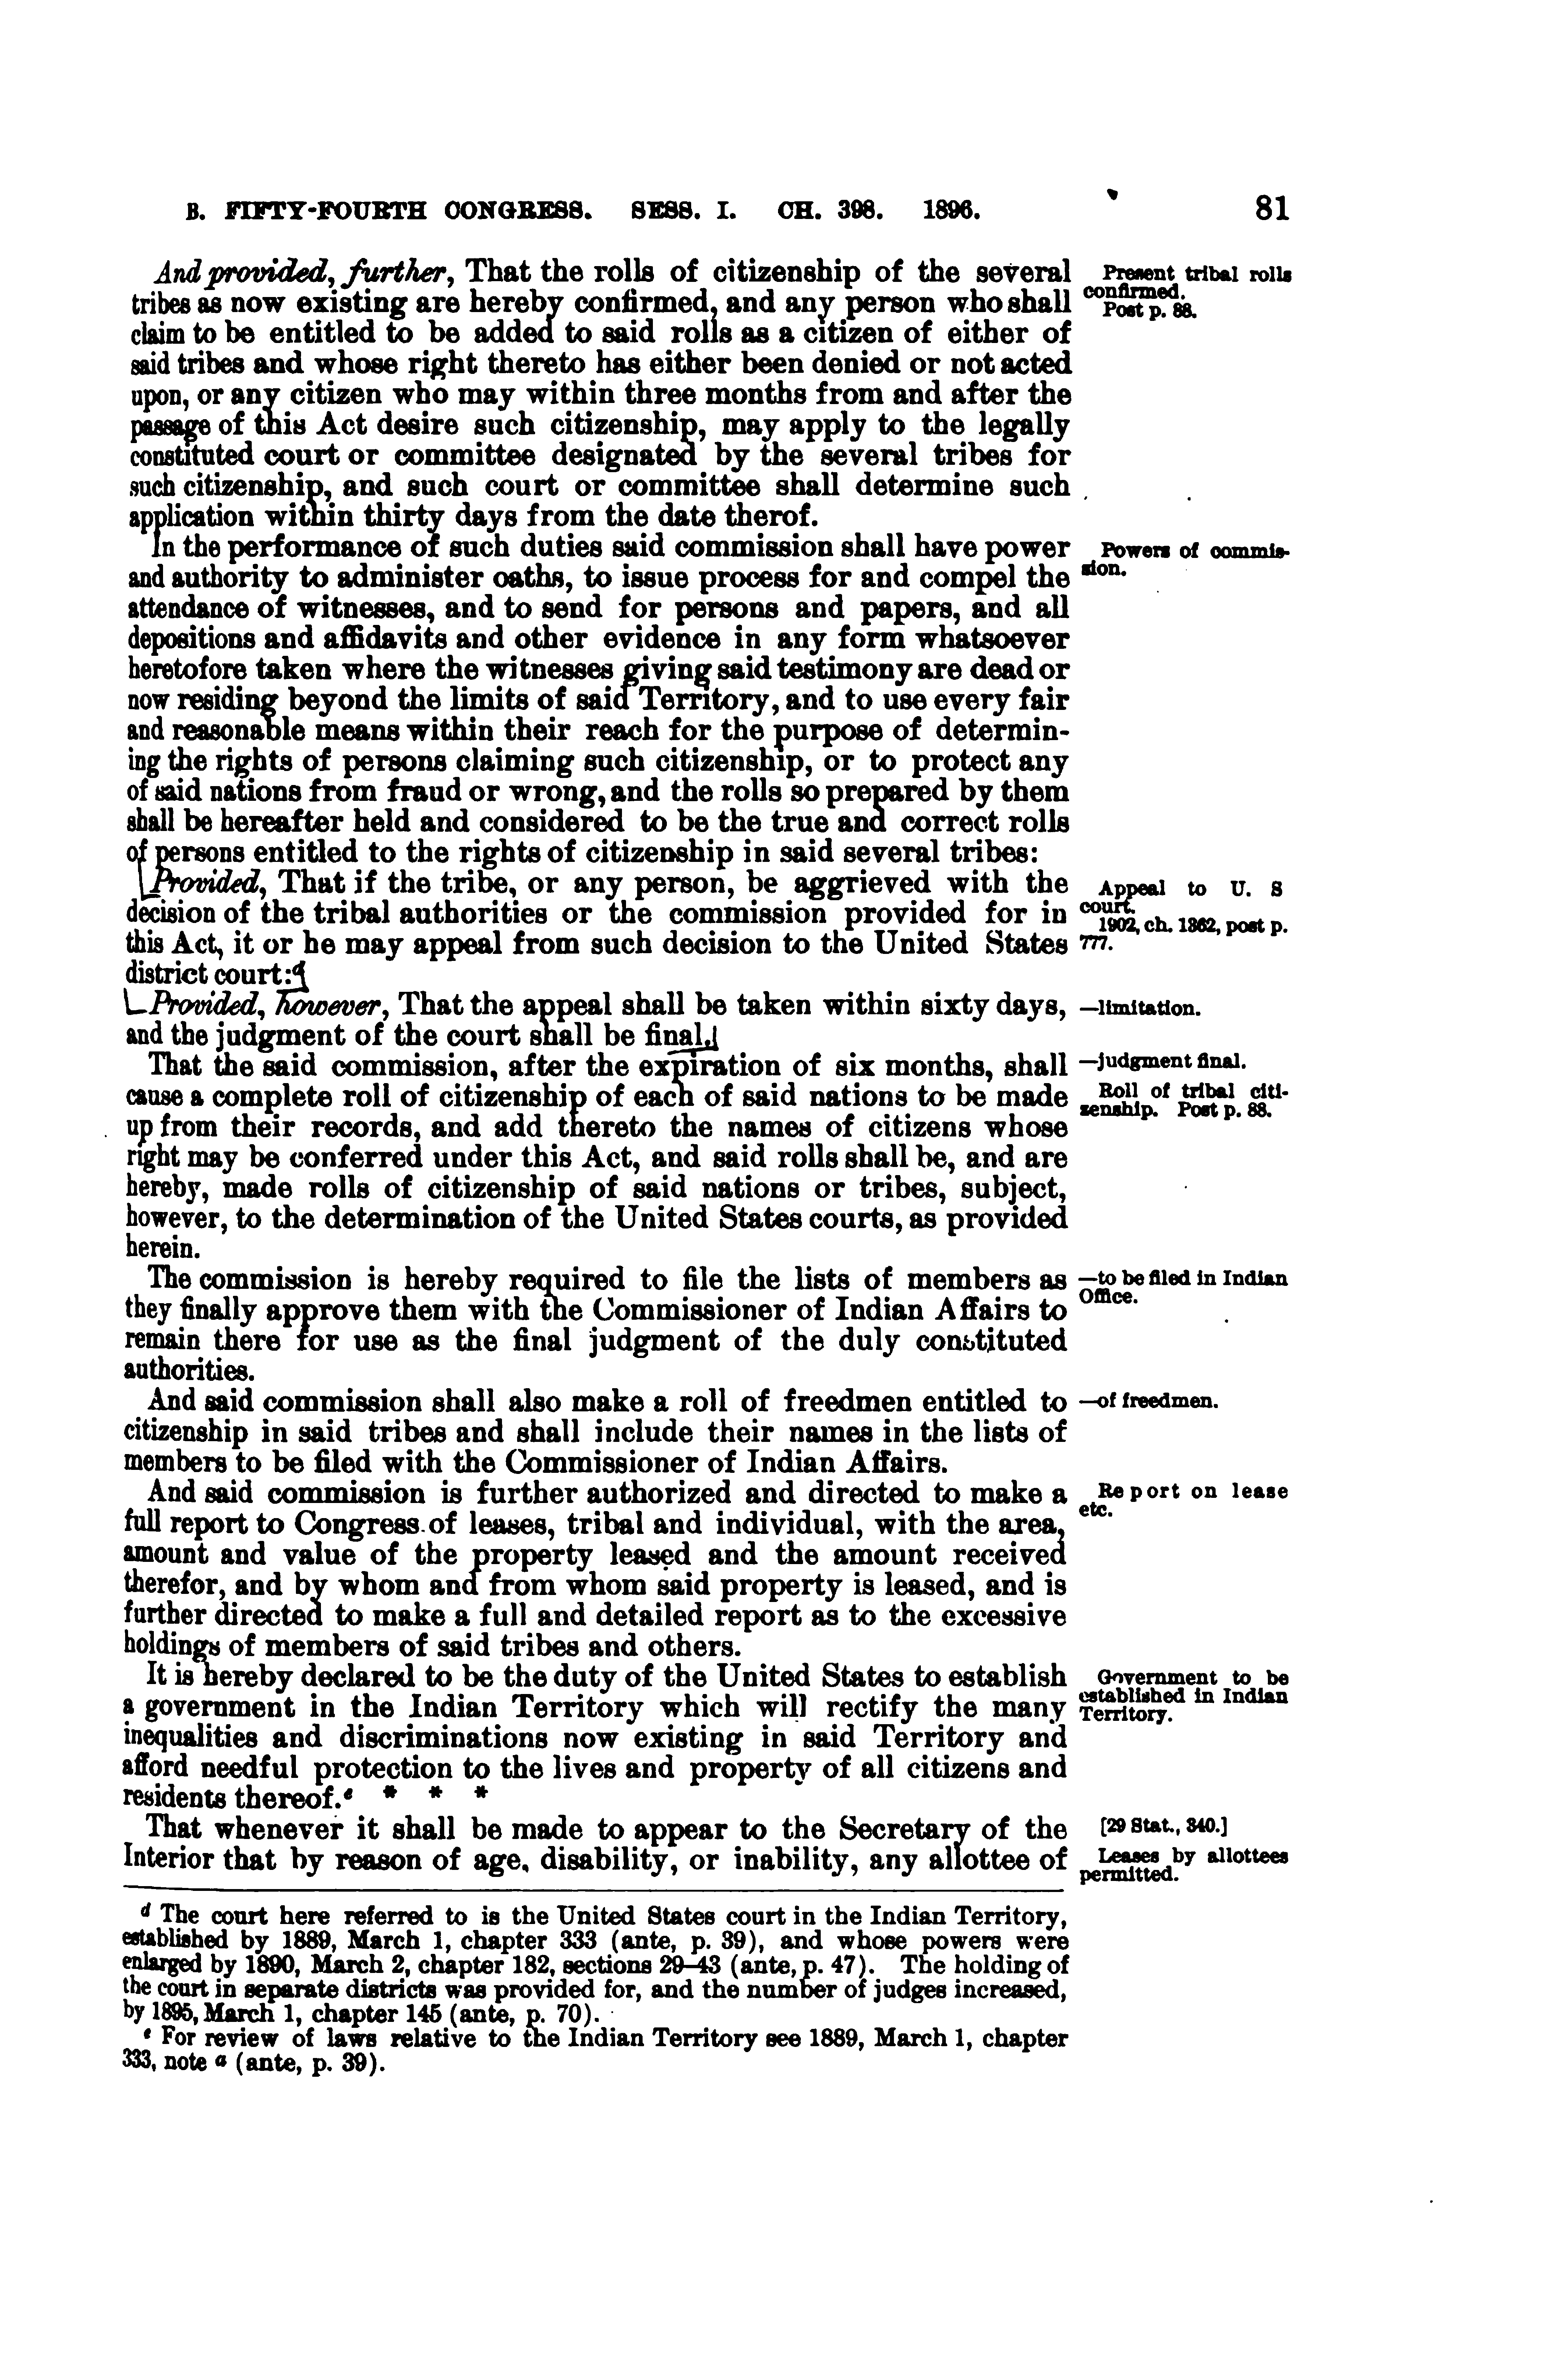 B. FIFTY-FOURTH CONGRESS. SESS. I. CH. 398. 1896. 81
And provided, further, That the rolls of citizenship of the several
tribes as now existing are hereby confirmed, and any person who shall
claim to be entitled to be added to said rolls as a citizen of either of
said tribes and whose right thereto has either been denied or not acted
upon, or any citizen who may within three months from and after the
passage of this Act desire such citizenship, may apply to the legally
constituted court or committee designated by the several tribes for
such citizenship, and such court or committee shall determine such
application within thirty days from the date therof.
Present tribal rolls
confirmed.
Post p. 88.
In the performance of such duties said commission shall have power
and authority to administer oaths, to issue process for and compel the
attendance of witnesses, and to send for persons and papers, and all
depositions and affidavits and other evidence in any form whatsoever
heretofore taken where the witnesses giving said testimony are dead or
now residing beyond the limits of said Territory, and to use every fair
and reasonable means within their reach for the purpose of determin-
ing the rights of persons claiming such citizenship, or to protect any
of said nations from fraud or wrong, and the rolls so prepared by them
shall be hereafter held and considered to be the true and correct rolls
of persons entitled to the rights of citizenship in said several tribes:
Powers of commis-
sion.
Provided, That if the tribe, or any person, be aggrieved with the
decision of the tribal authorities or the commission provided for in
this Act, it or he may appeal from such decision to the United States
district court:d
Appeal to U. S
court.
1902, ch. 1362, post p.
777.
Provided, however, That the appeal shall be taken within sixty days,
and the judgment of the court shall be final.
—limitation.
That the said commission, after the expiration of six months, shall
cause a complete roll of citizenship of each of said nations to be made
up from their records, and add thereto the names of citizens whose
right may be conferred under this Act, and said rolls shall be, and are
hereby, made rolls of citizenship of said nations or tribes, subject,
however, to the determination of the United States courts, as provided
herein.
—judgment final.
Roll of tribal citi-
zenship. Post p. 88.
The commission is hereby required to file the lists of members as
they finally approve them with the Commissioner of Indian Affairs to
remain there for use as the final judgment of the duly constituted
authorities.
—to be filed in Indian
Office.
And said commission shall also make a roll of freedmen entitled to
citizenship in said tribes and shall include their names in the lists of
members to be filed with the Commissioner of Indian Affairs.
—of freedmen.
And said commission is further authorized and directed to make a
full report to Congress of leases, tribal and individual, with the area,
amount and value of the property leased and the amount received
therefor, and by whom and from whom said property is leased, and is
further directed to make a full and detailed report as to the excessive
holdings of members of said tribes and others.
Report on lease
etc.
It is hereby declared to be the duty of the United States to establish
a government in the Indian Territory which will rectify the many
inequalities and discriminations now existing in said Territory and
afford needful protection to the lives and property of all citizens and
residents thereof.e * * *
Government to be
established in Indian
Territory.
That whenever it shall be made to appear to the Secretary of the
Interior that by reason of age, disability, or inability, any allottee of
[29 Stat., 340.]
Leases by allottees
permitted.
d The court here referred to is the United States court in the Indian Territory,
established by 1889, March 1, chapter 333 (ante, p. 39), and whose powers were
enlarged by 1890, March 2, chapter 182, sections 29–43 (ante, p. 47). The holding of
the court in separate districts was provided for, and the number of judges increased,
by 1895, March 1, chapter 145 (ante, p. 70).
e For review of laws relative to the Indian Territory see 1889, March 1, chapter
333, note a (ante, p. 39).